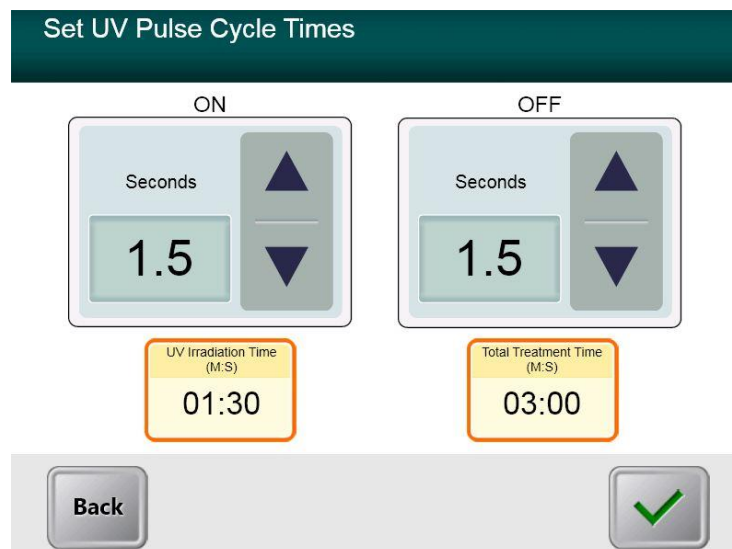 Set UV Pulse Cycle Times
ON
OFF
Seconds
1.5
Seconds
1.5
UV Irradiation Time
(M:S)
01:30
Total Treatment Time
(M:S)
03:00
Back